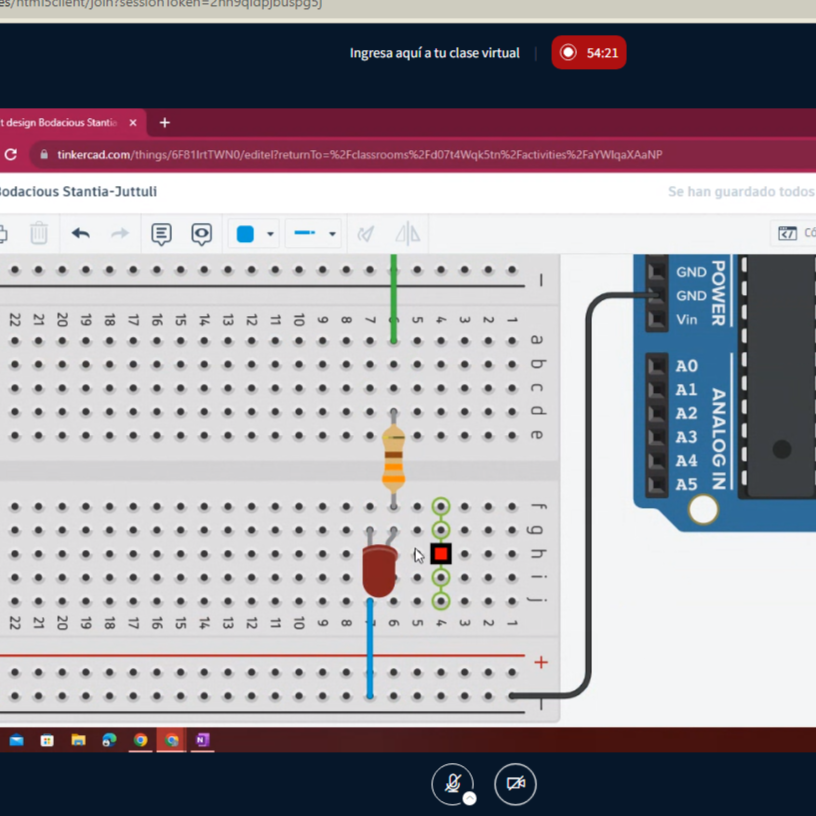 es/html5client/join?sessionToken=2nn9qidpjbuspg5j
Ingresa aquí a tu clase virtual
54:21
t design Bodacious Stantia
tinkercad.com/things/6F81IrtTWN0/editel?returnTo=%2Fclassrooms%2Fd07t4Wqk5tn%2Factivities%2FaYWIqaXAaNP
Bodacious Stantia-Juttuli
Se han guardado todos
Có
22 21 20 19 18 17 16 15 14 13 12 11 10 9 8 7 6 5 4 3 2 1
a
b
c
d
e
f
g
h
i
j
22 21 20 19 18 17 16 15 14 13 12 11 10 9 8 7 6 5 4 3 2 1
+
GND
GND
Vin
POWER
A0
A1
A2
A3
A4
A5
ANALOG IN